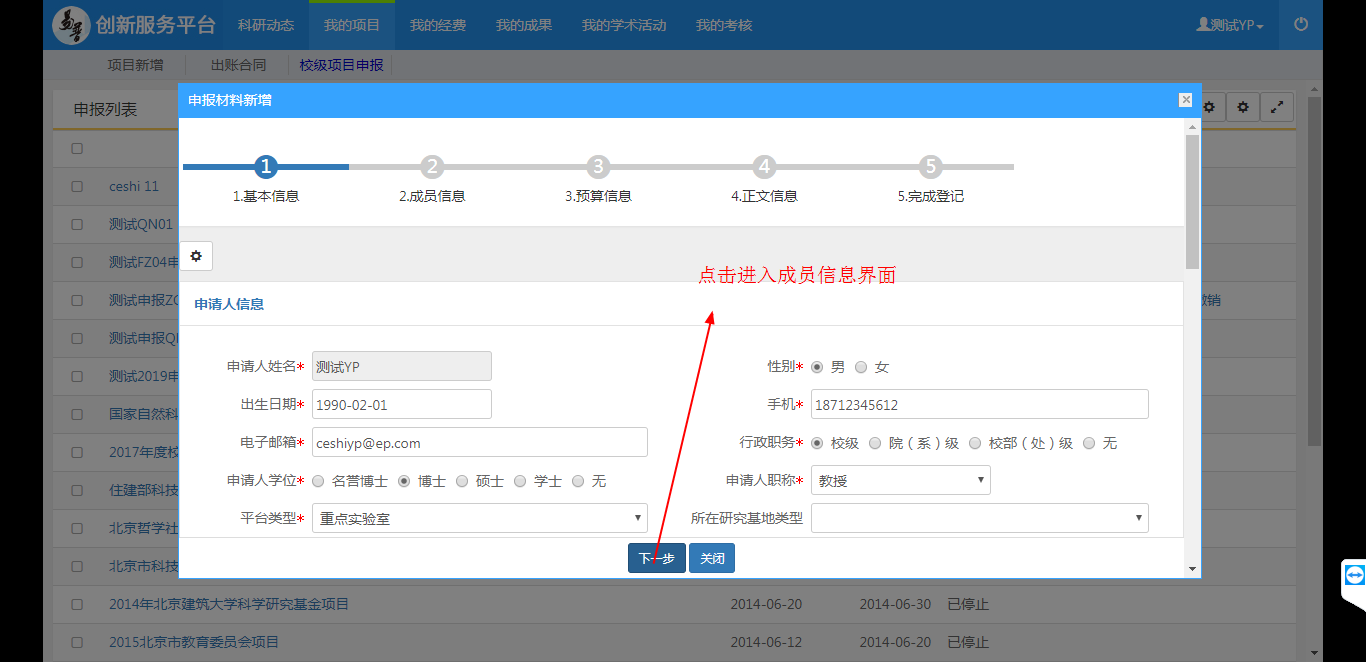 创新服务平台 科研动态 我的项目 我的经费 我的成果 我的学术活动 我的考核 测试YP
项目新增 出账合同 校级项目申报
申报列表
申报材料新增
1 2 3 4 5
1.基本信息 2.成员信息 3.预算信息 4.正文信息 5.完成登记
点击进入成员信息界面
申请人信息
申请人姓名* 测试YP 性别* 男 女
出生日期* 1990-02-01 手机* 18712345612
电子邮箱* ceshiyp@ep.com 行政职务* 校级 院（系）级 校部（处）级 无
申请人学位* 名誉博士 博士 硕士 学士 无 申请人职称* 教授
平台类型* 重点实验室 所在研究基地类型
下一步 关闭
ceshi 11
测试QN01
测试FZ04申
测试申报ZC
测试申报Q
测试2019申
国家自然科
2017年度校
住建部科技
北京哲学社
北京市科技
2014年北京建筑大学科学研究基金项目 2014-06-20 2014-06-30 已停止
2015北京市教育委员会项目 2014-06-12 2014-06-20 已停止